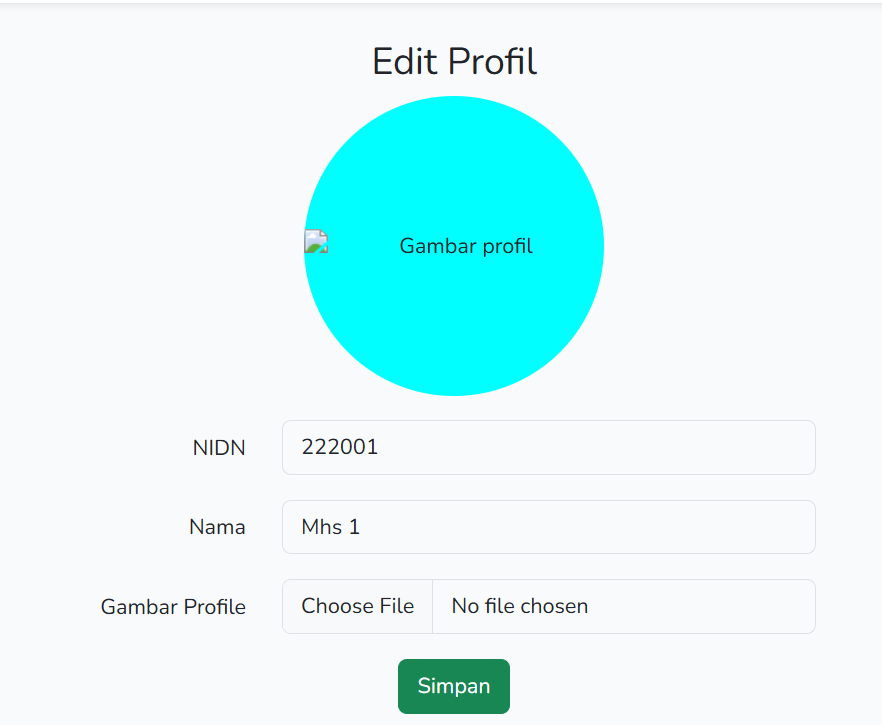 Edit Profil
Gambar profil
NIDN 222001
Nama Mhs 1
Gambar Profile Choose File No file chosen
Simpan